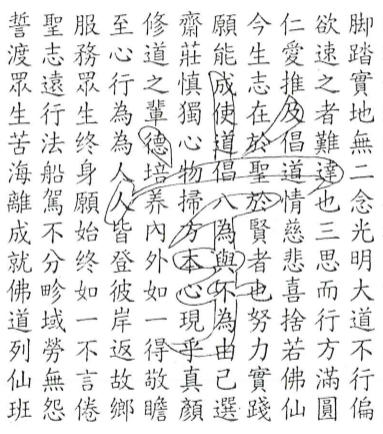 脚踏實地無二念光明大道不行偏
欲速之者難達也三思而行方滿圓
仁愛推及倡道情慈悲喜捨若佛仙
今生志在於聖於賢者也努力實踐
願能成使道倡八為與不為由己選
齋莊慎獨心物掃方本心現乎真顏
修道之輩德培養內外如一得敬瞻
至心行為為人人皆登彼岸返故鄉
服務眾生終身願始終如一不言倦
聖志遠行法船駕不分畛域勞無怨
誓渡眾生苦海離成就佛道列仙班